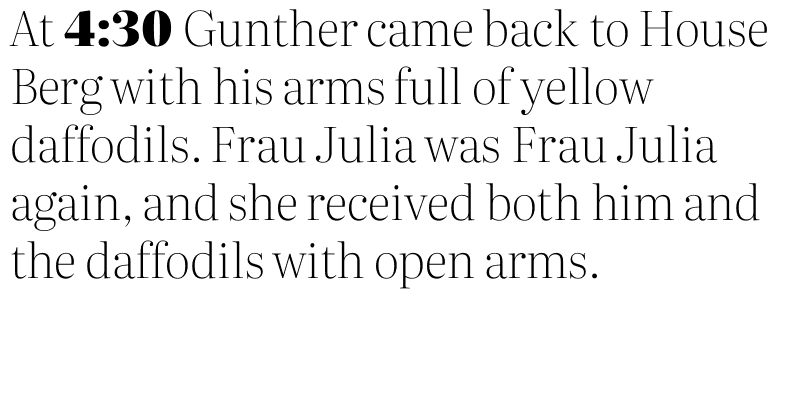 At 4:30 Gunther came back to House
Berg with his arms full of yellow
daffodils. Frau Julia was Frau Julia
again, and she received both him and
the daffodils with open arms.